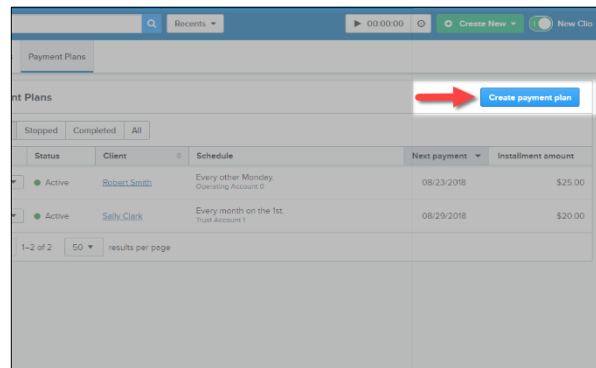 Recents
00:00:00
Create New
New Clio
Payment Plans
nt Plans
Create payment plan
Stopped Completed All
Status Client Schedule Next payment Installment amount
Active Robert Smith Every other Monday. 08/23/2018 $25.00
Operating Account 0
Active Sally Clark Every month on the 1st. 08/29/2018 $20.00
Trust Account 1
1–2 of 2 50 results per page